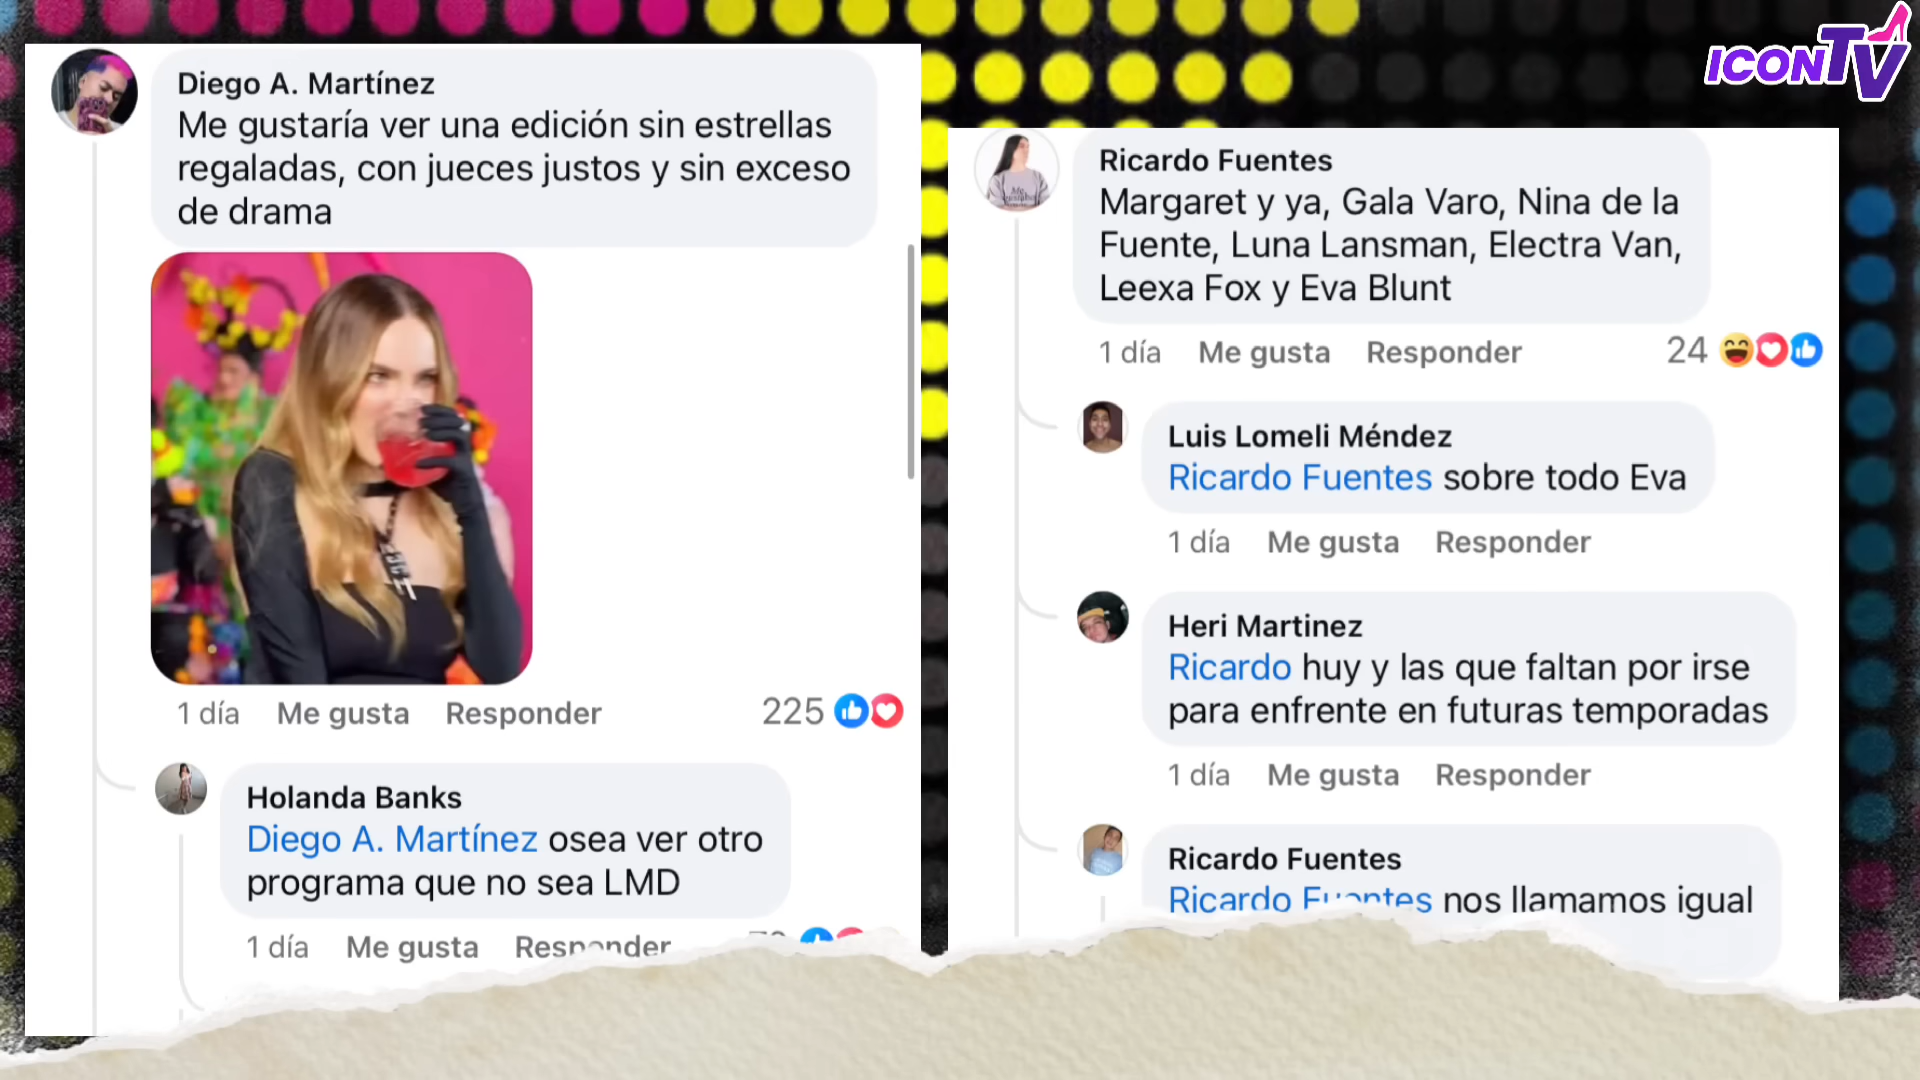 ICONTV
Diego A. Martínez
Me gustaría ver una edición sin estrellas
regaladas, con jueces justos y sin exceso
de drama
1 día Me gusta Responder 225
Holanda Banks
Diego A. Martínez osea ver otro
programa que no sea LMD
1 día Me gusta Responder
Ricardo Fuentes
Margaret y ya, Gala Varo, Nina de la
Fuente, Luna Lansman, Electra Van,
Leexa Fox y Eva Blunt
1 día Me gusta Responder 24
Luis Lomeli Méndez
Ricardo Fuentes sobre todo Eva
1 día Me gusta Responder
Heri Martinez
Ricardo huy y las que faltan por irse
para enfrente en futuras temporadas
1 día Me gusta Responder
Ricardo Fuentes
Ricardo Fuentes nos llamamos igual